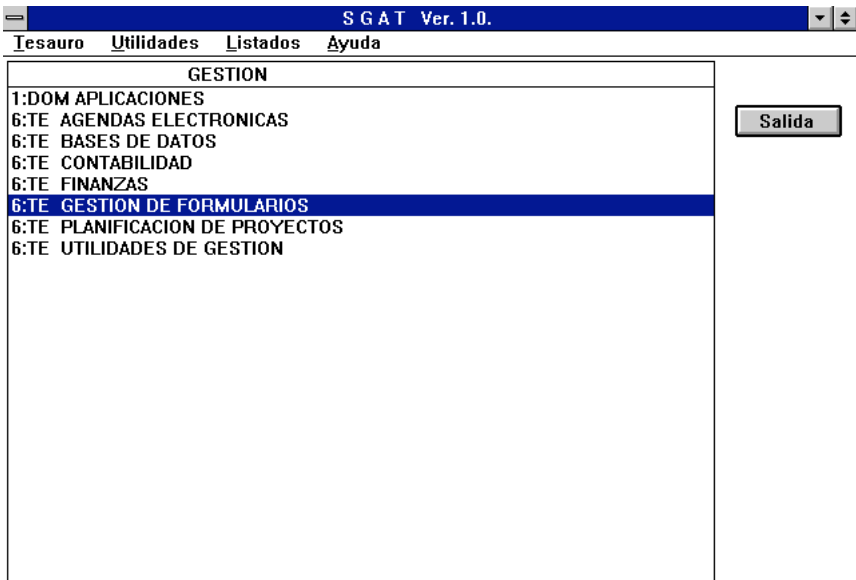 S G A T Ver. 1.0.
Tesauro Utilidades Listados Ayuda
GESTION
1:DOM APLICACIONES
6:TE AGENDAS ELECTRONICAS
6:TE BASES DE DATOS
6:TE CONTABILIDAD
6:TE FINANZAS
6:TE GESTION DE FORMULARIOS
6:TE PLANIFICACION DE PROYECTOS
6:TE UTILIDADES DE GESTION
Salida